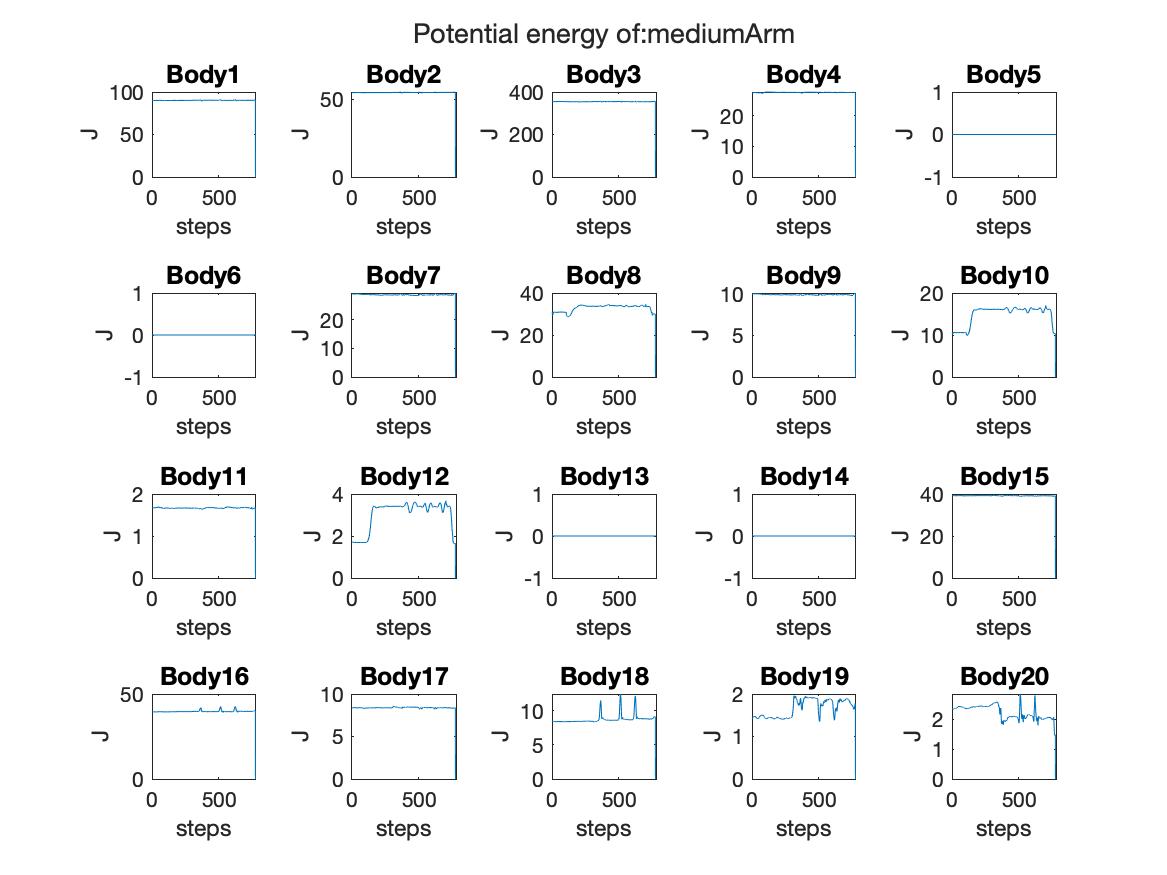 Potential energy of:mediumArm
Body1 Body2 Body3 Body4 Body5
100 50 0 J 0 500 steps
50 0 J 0 500 steps
400 200 0 J 0 500 steps
20 10 0 J 0 500 steps
1 0 -1 J 0 500 steps
Body6 Body7 Body8 Body9 Body10
1 0 -1 J 0 500 steps
20 10 0 J 0 500 steps
40 20 0 J 0 500 steps
10 5 0 J 0 500 steps
20 10 0 J 0 500 steps
Body11 Body12 Body13 Body14 Body15
2 1 0 J 0 500 steps
4 2 0 J 0 500 steps
1 0 -1 J 0 500 steps
1 0 -1 J 0 500 steps
40 20 0 J 0 500 steps
Body16 Body17 Body18 Body19 Body20
50 0 J 0 500 steps
10 5 0 J 0 500 steps
10 5 0 J 0 500 steps
2 1 0 J 0 500 steps
2 1 0 J 0 500 steps